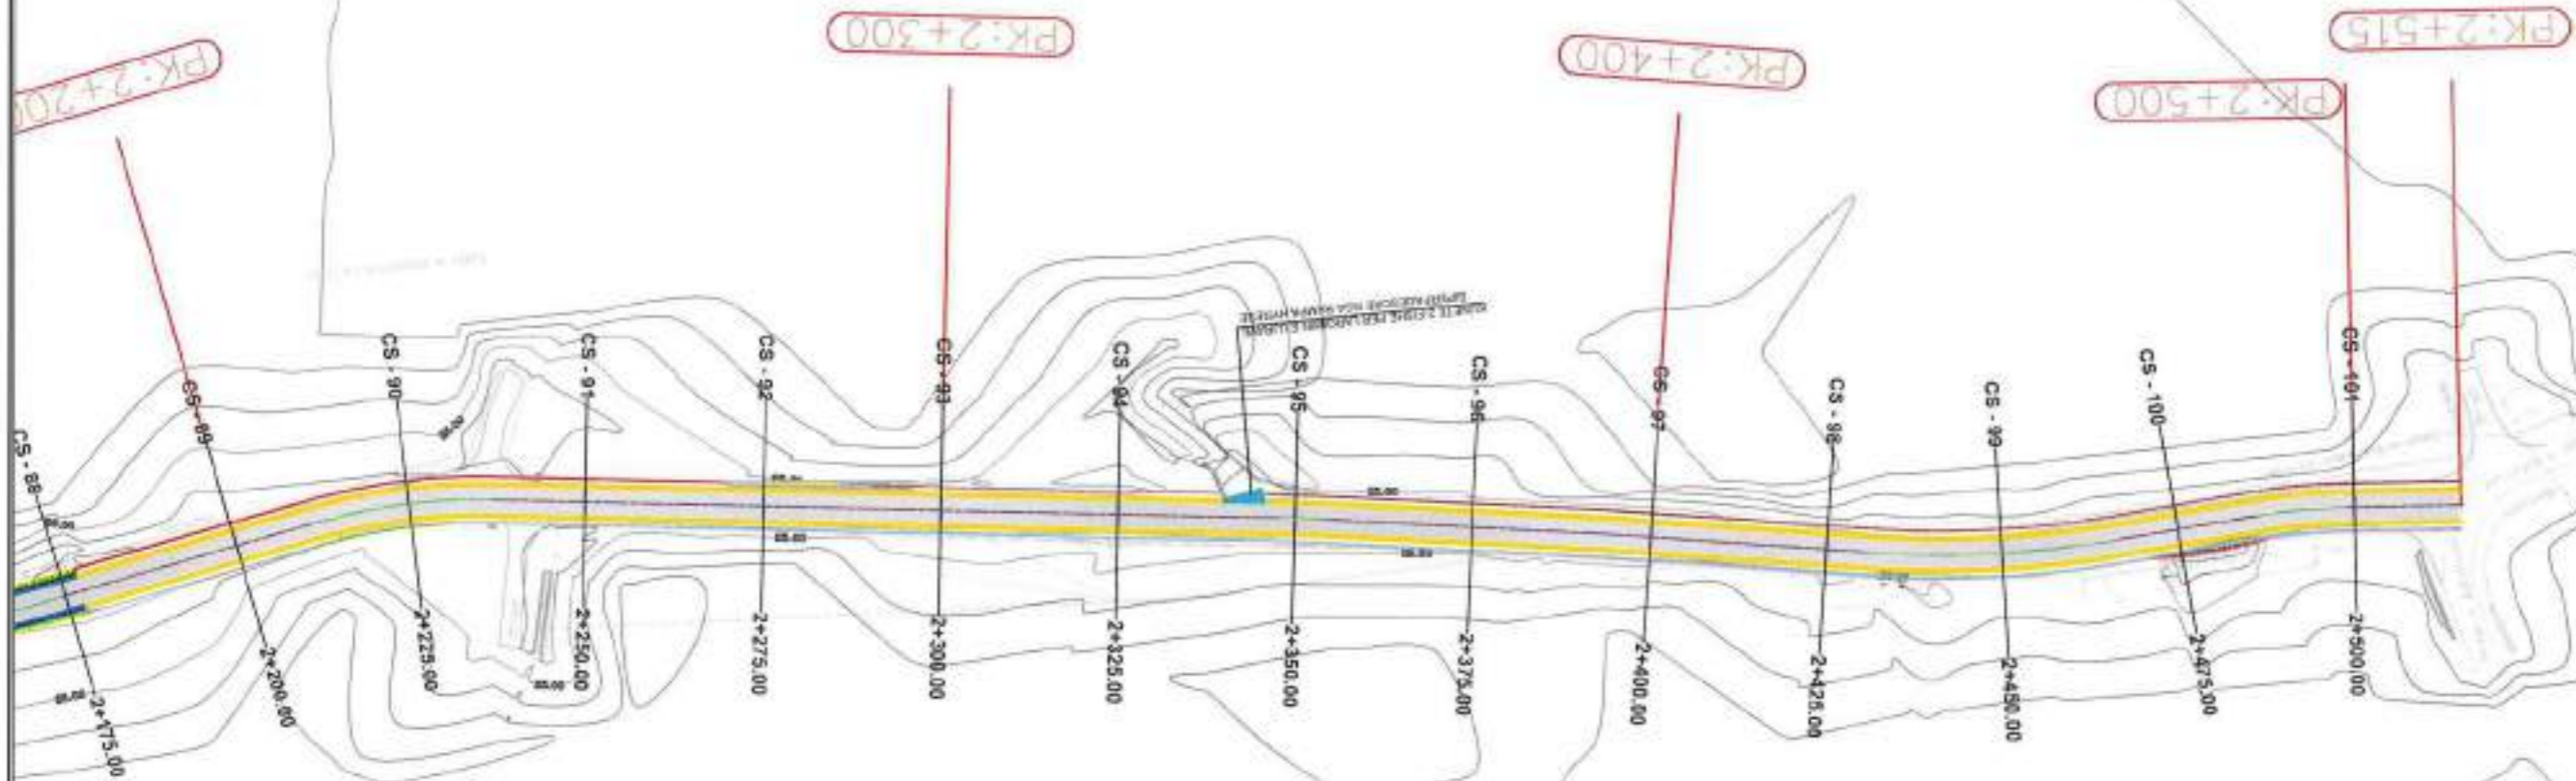 PK:2+20
PK:2+300
PK:2+400
PK:2+500
PK:2+515
CS - 88
CS - 89
CS - 90
CS - 91
CS - 92
CS - 93
CS - 94
CS - 95
CS - 96
CS - 97
CS - 98
CS - 99
CS - 100
CS - 101
2+175.00
2+200.00
2+225.00
2+250.00
2+275.00
2+300.00
2+325.00
2+350.00
2+375.00
2+400.00
2+425.00
2+450.00
2+475.00
2+500.00